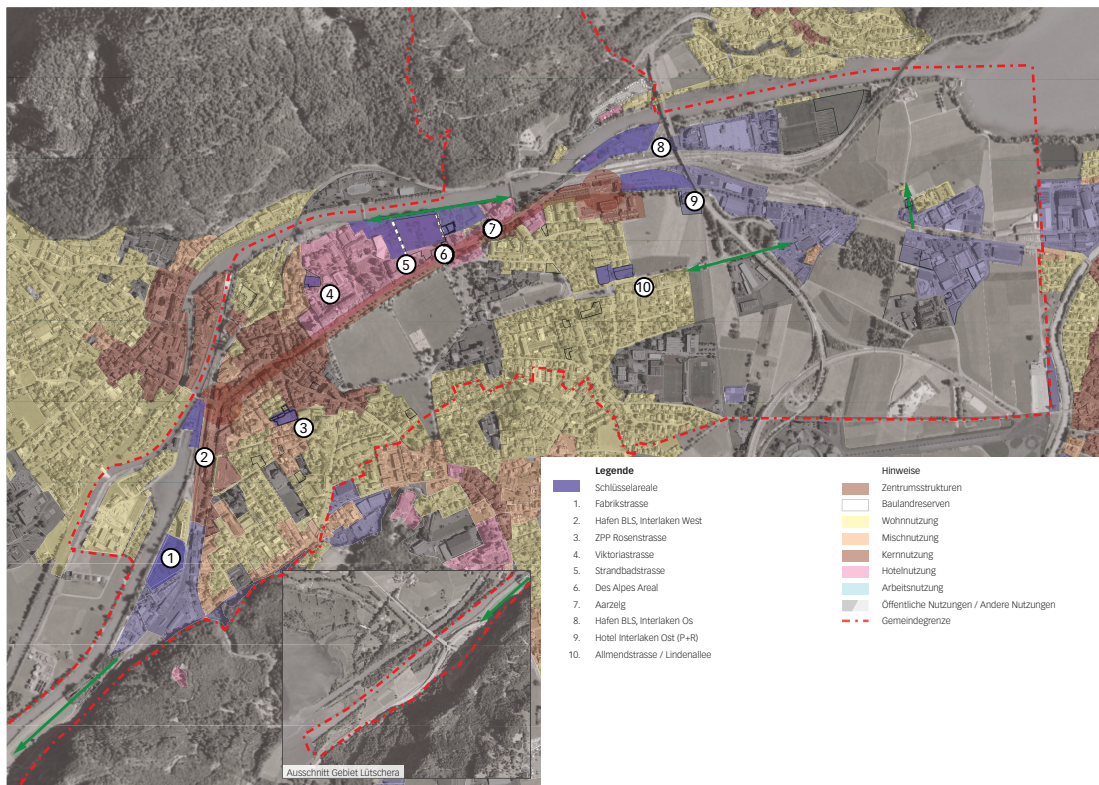 8
9
7
6
5
10
4
3
2
1
Ausschnitt Gebiet Lütschera
Legende
Schlüsselareale
1. Fabrikstrasse
2. Hafen BLS, Interlaken West
3. ZPP Rosenstrasse
4. Viktoriastrasse
5. Strandbadstrasse
6. Des Alpes Areal
7. Aarzelg
8. Hafen BLS, Interlaken Os
9. Hotel Interlaken Ost (P+R)
10. Allmendstrasse / Lindenallee
Hinweise
Zentrumsstrukturen
Baulandreserven
Wohnnutzung
Mischnutzung
Kernnutzung
Hotelnutzung
Arbeitsnutzung
Öffentliche Nutzungen / Andere Nutzungen
Gemeindegrenze